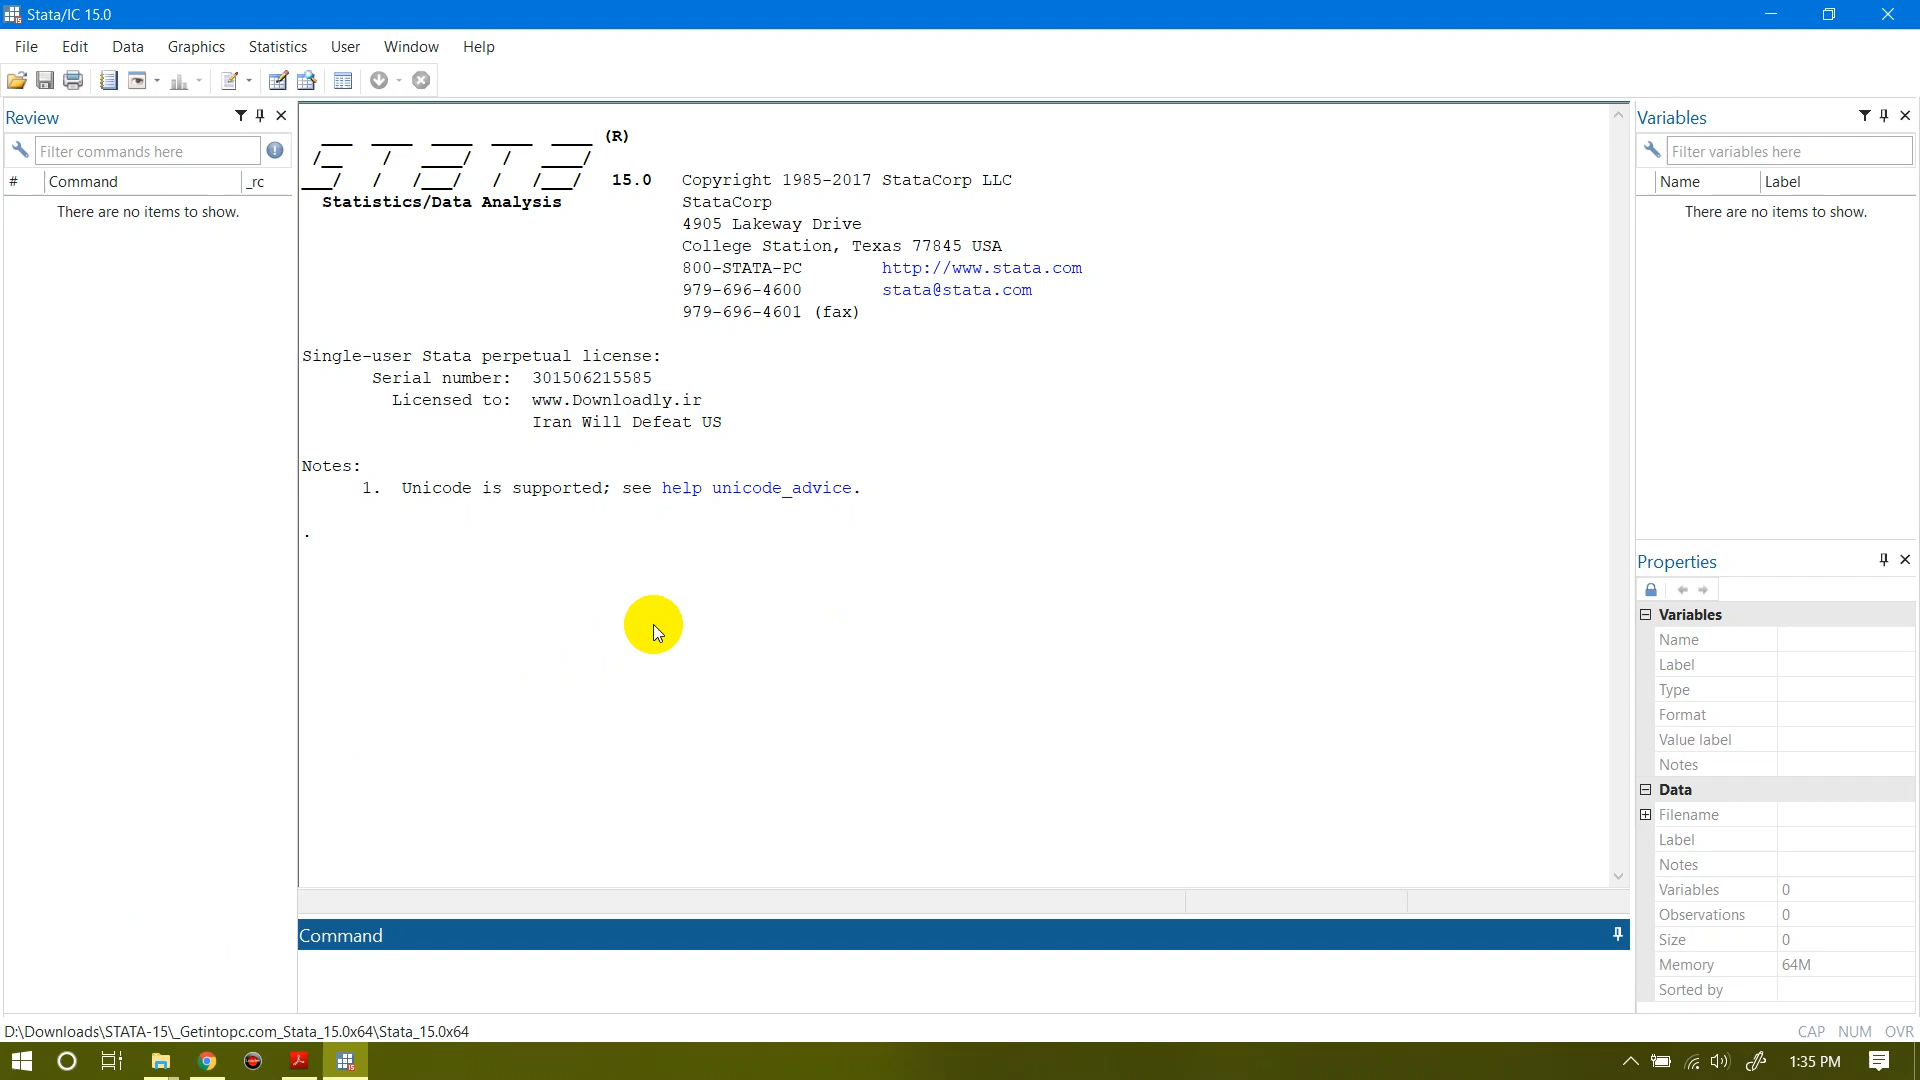 Stata/IC 15.0
File Edit Data Graphics Statistics User Window Help
Review
Filter commands here
# Command _rc
There are no items to show.
STATA (R)
15.0 Copyright 1985-2017 StataCorp LLC
Statistics/Data Analysis StataCorp
4905 Lakeway Drive
College Station, Texas 77845 USA
800-STATA-PC http://www.stata.com
979-696-4600 stata@stata.com
979-696-4601 (fax)
Single-user Stata perpetual license:
Serial number: 301506215585
Licensed to: www.Downloadly.ir
Iran Will Defeat US
Notes:
1. Unicode is supported; see help unicode_advice.
.
Command
Variables
Filter variables here
Name Label
There are no items to show.
Properties
Variables
Name
Label
Type
Format
Value label
Notes
Data
Filename
Label
Notes
Variables 0
Observations 0
Size 0
Memory 64M
Sorted by
D:\Downloads\STATA-15\_Getintopc.com_Stata_15.0x64\Stata_15.0x64
CAP NUM OVR
1:35 PM